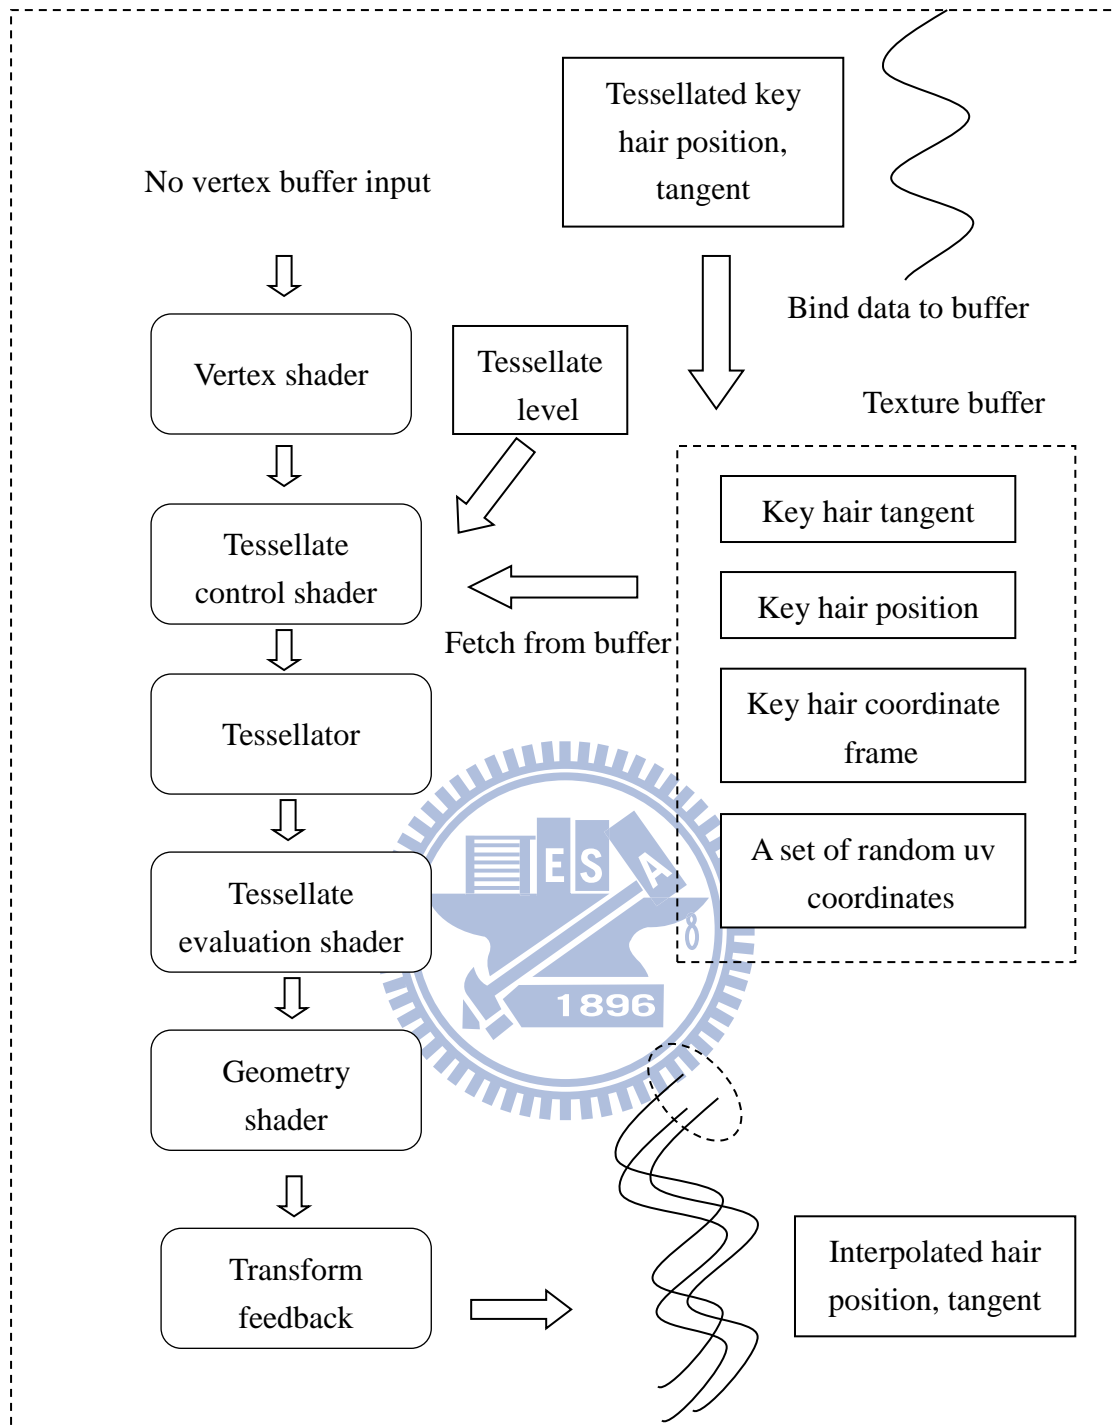 Tessellated key
hair position,
tangent
No vertex buffer input
Bind data to buffer
Vertex shader
Tessellate
level
Texture buffer
Key hair tangent
Tessellate
control shader
Key hair position
Fetch from buffer
Key hair coordinate
frame
Tessellator
A set of random uv
coordinates
E S A
8
Tessellate
evaluation shader
1896
Geometry
shader
Transform
feedback
Interpolated hair
position, tangent